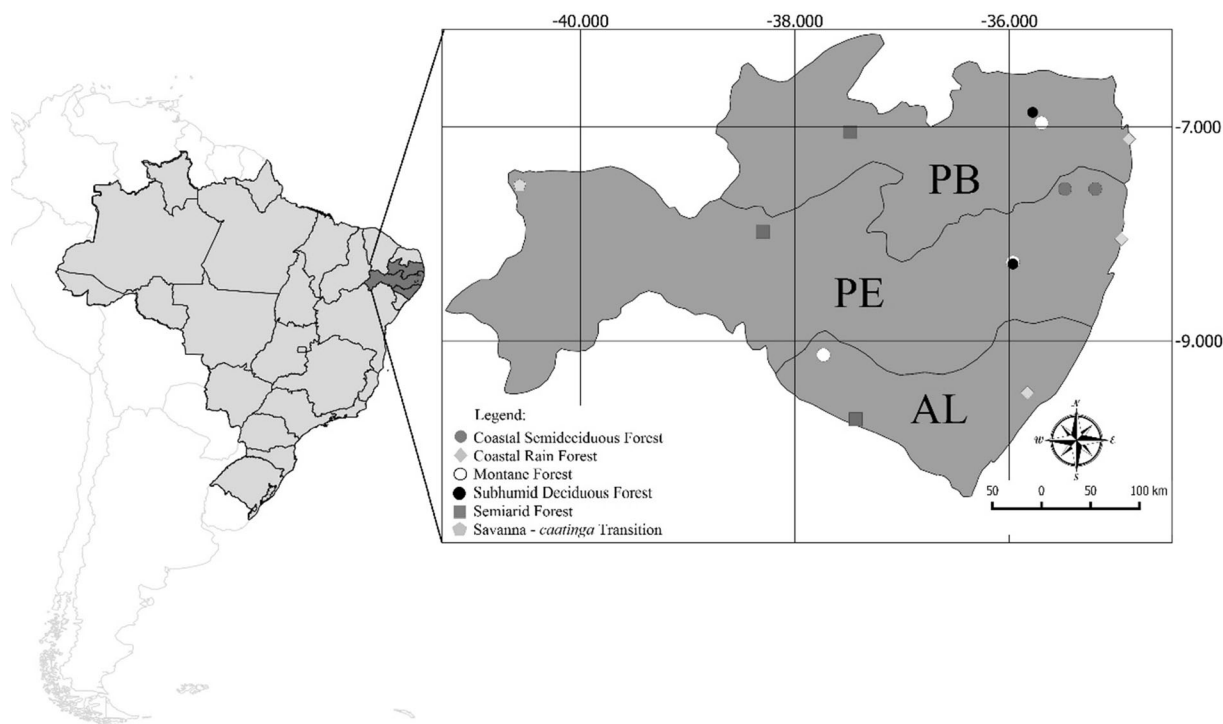 -40.000 -38.000 -36.000
-7.000
PB
PE
-9.000
AL
Legend:
Coastal Semideciduous Forest
Coastal Rain Forest
Montane Forest
Subhumid Deciduous Forest
Semiarid Forest
Savanna - caatinga Transition
N
W E
S
50 0 50 100 km